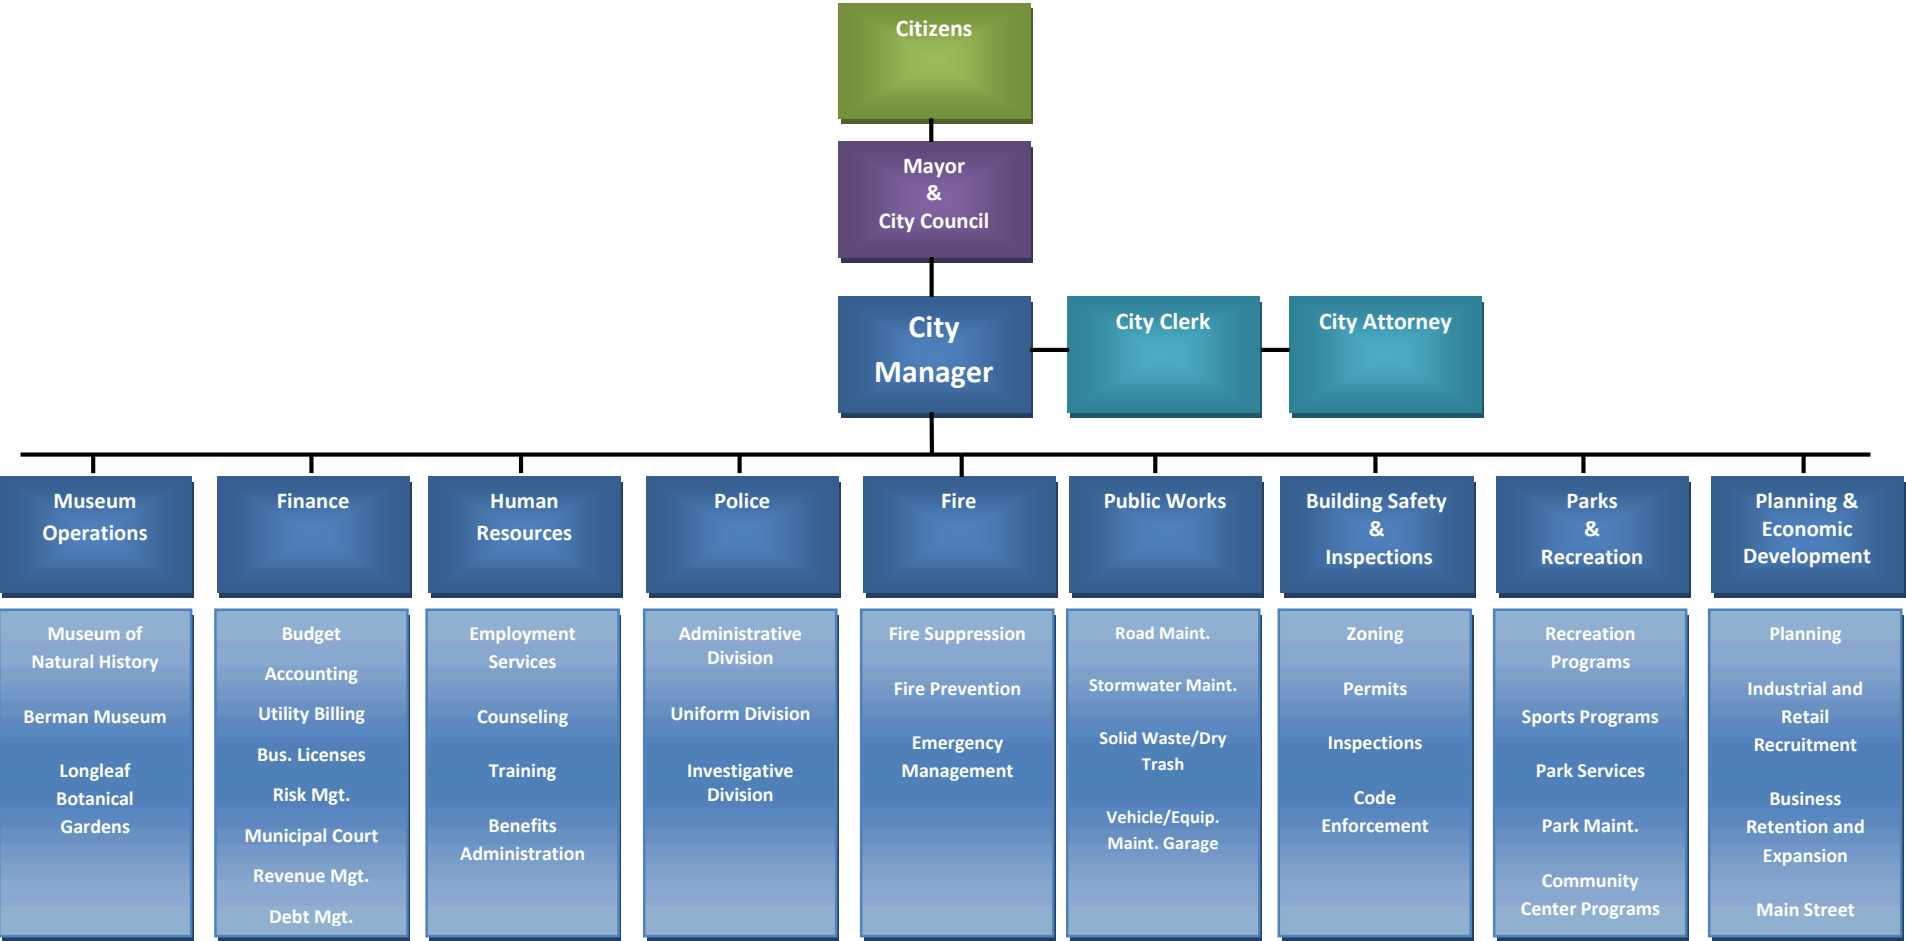 Citizens
Mayor
&
City Council
City
Manager
City Clerk
City Attorney
Museum
Operations
Finance
Human
Resources
Police
Fire
Public Works
Building Safety
&
Inspections
Parks
&
Recreation
Planning &
Economic
Development
Museum of
Natural History
Berman Museum
Longleaf
Botanical
Gardens
Budget
Accounting
Utility Billing
Bus. Licenses
Risk Mgt.
Municipal Court
Revenue Mgt.
Debt Mgt.
Employment
Services
Counseling
Training
Benefits
Administration
Administrative
Division
Uniform Division
Investigative
Division
Fire Suppression
Fire Prevention
Emergency
Management
Road Maint.
Stormwater Maint.
Solid Waste/Dry
Trash
Vehicle/Equip.
Maint. Garage
Zoning
Permits
Inspections
Code
Enforcement
Recreation
Programs
Sports Programs
Park Services
Park Maint.
Community
Center Programs
Planning
Industrial and
Retail
Recruitment
Business
Retention and
Expansion
Main Street